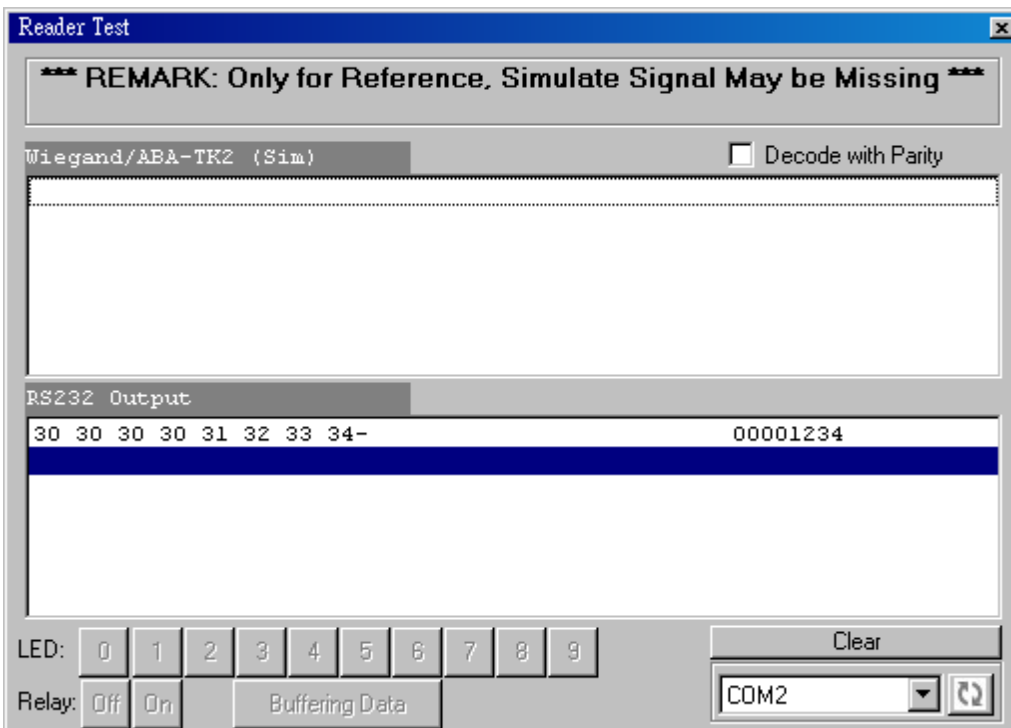 Reader Test
*** REMARK: Only for Reference, Simulate Signal May be Missing ***
Wiegand/ABA-TK2 (Sim)
Decode with Parity
RS232 Output
30 30 30 30 31 32 33 34- 00001234
LED: 0 1 2 3 4 5 6 7 8 9
Clear
Relay: Off On Buffering Data
COM2